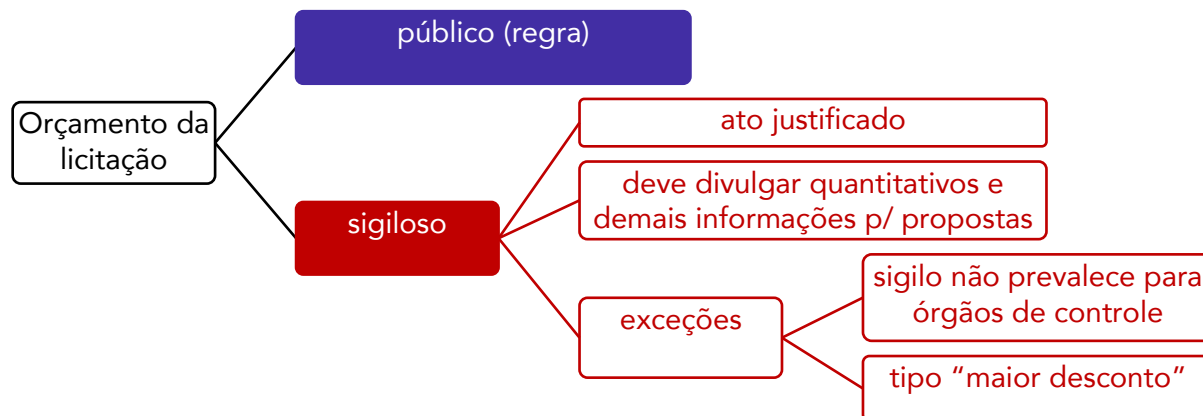 público (regra)
Orçamento da
licitação
sigiloso
ato justificado
deve divulgar quantitativos e
demais informações p/ propostas
exceções
sigilo não prevalece para
órgãos de controle
tipo “maior desconto”